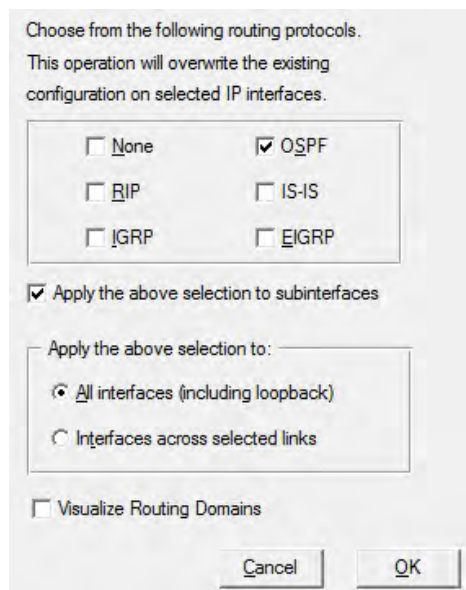 Choose from the following routing protocols.
This operation will overwrite the existing
configuration on selected IP interfaces.
None
OSPF
RIP
IS-IS
IGRP
EIGRP
Apply the above selection to subinterfaces
Apply the above selection to:
All interfaces (including loopback)
Interfaces across selected links
Visualize Routing Domains
Cancel
OK